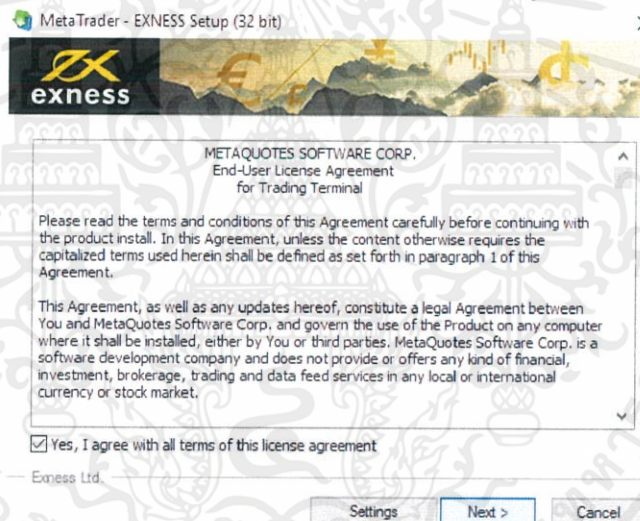 MetaTrader - EXNESS Setup (32 bit)
exness
METAQUOTES SOFTWARE CORP.
End-User License Agreement
for Trading Terminal
Please read the terms and conditions of this Agreement carefully before continuing with
the product install. In this Agreement, unless the content otherwise requires the
capitalized terms used herein shall be defined as set forth in paragraph 1 of this
Agreement.
This Agreement, as well as any updates hereof, constitute a legal Agreement between
You and MetaQuotes Software Corp. and govern the use of the Product on any computer
where it shall be installed, either by You or third parties. MetaQuotes Software Corp. is a
software development company and does not provide or offers any kind of financial,
investment, brokerage, trading and data feed services in any local or international
currency or stock market.
Yes, I agree with all terms of this license agreement
Exness Ltd.
Settings
Next >
Cancel